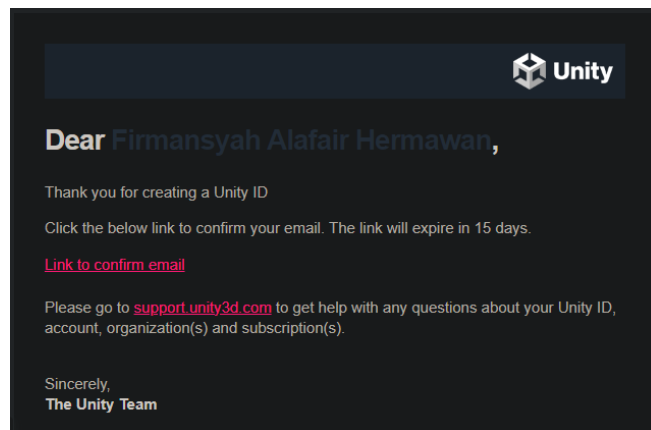 Unity
Dear Firmansyah Alafair Hermawan,
Thank you for creating a Unity ID
Click the below link to confirm your email. The link will expire in 15 days.
Link to confirm email
Please go to support.unity3d.com to get help with any questions about your Unity ID,
account, organization(s) and subscription(s).
Sincerely,
The Unity Team